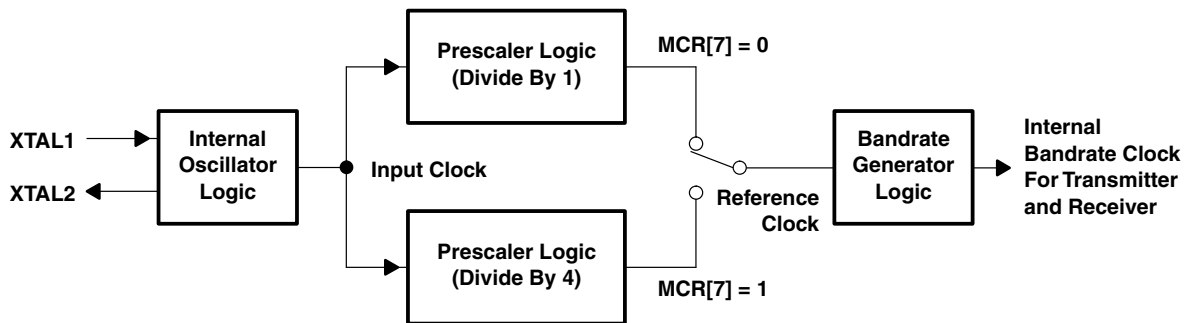 Prescaler Logic
(Divide By 1)
MCR[7] = 0
XTAL1
XTAL2
Internal
Oscillator
Logic
Input Clock
Bandrate
Generator
Logic
Internal
Bandrate Clock
For Transmitter
and Receiver
Reference
Clock
Prescaler Logic
(Divide By 4)
MCR[7] = 1